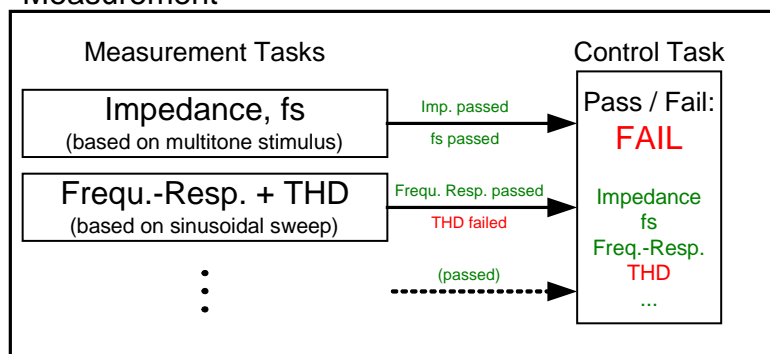 Measurement
Measurement Tasks
Control Task
Impedance, fs
(based on multitone stimulus)
Imp. passed
fs passed
Frequ.-Resp. + THD
(based on sinusoidal sweep)
Frequ. Resp. passed
THD failed
(passed)
Pass / Fail:
FAIL
Impedance
fs
Freq.-Resp.
THD
...